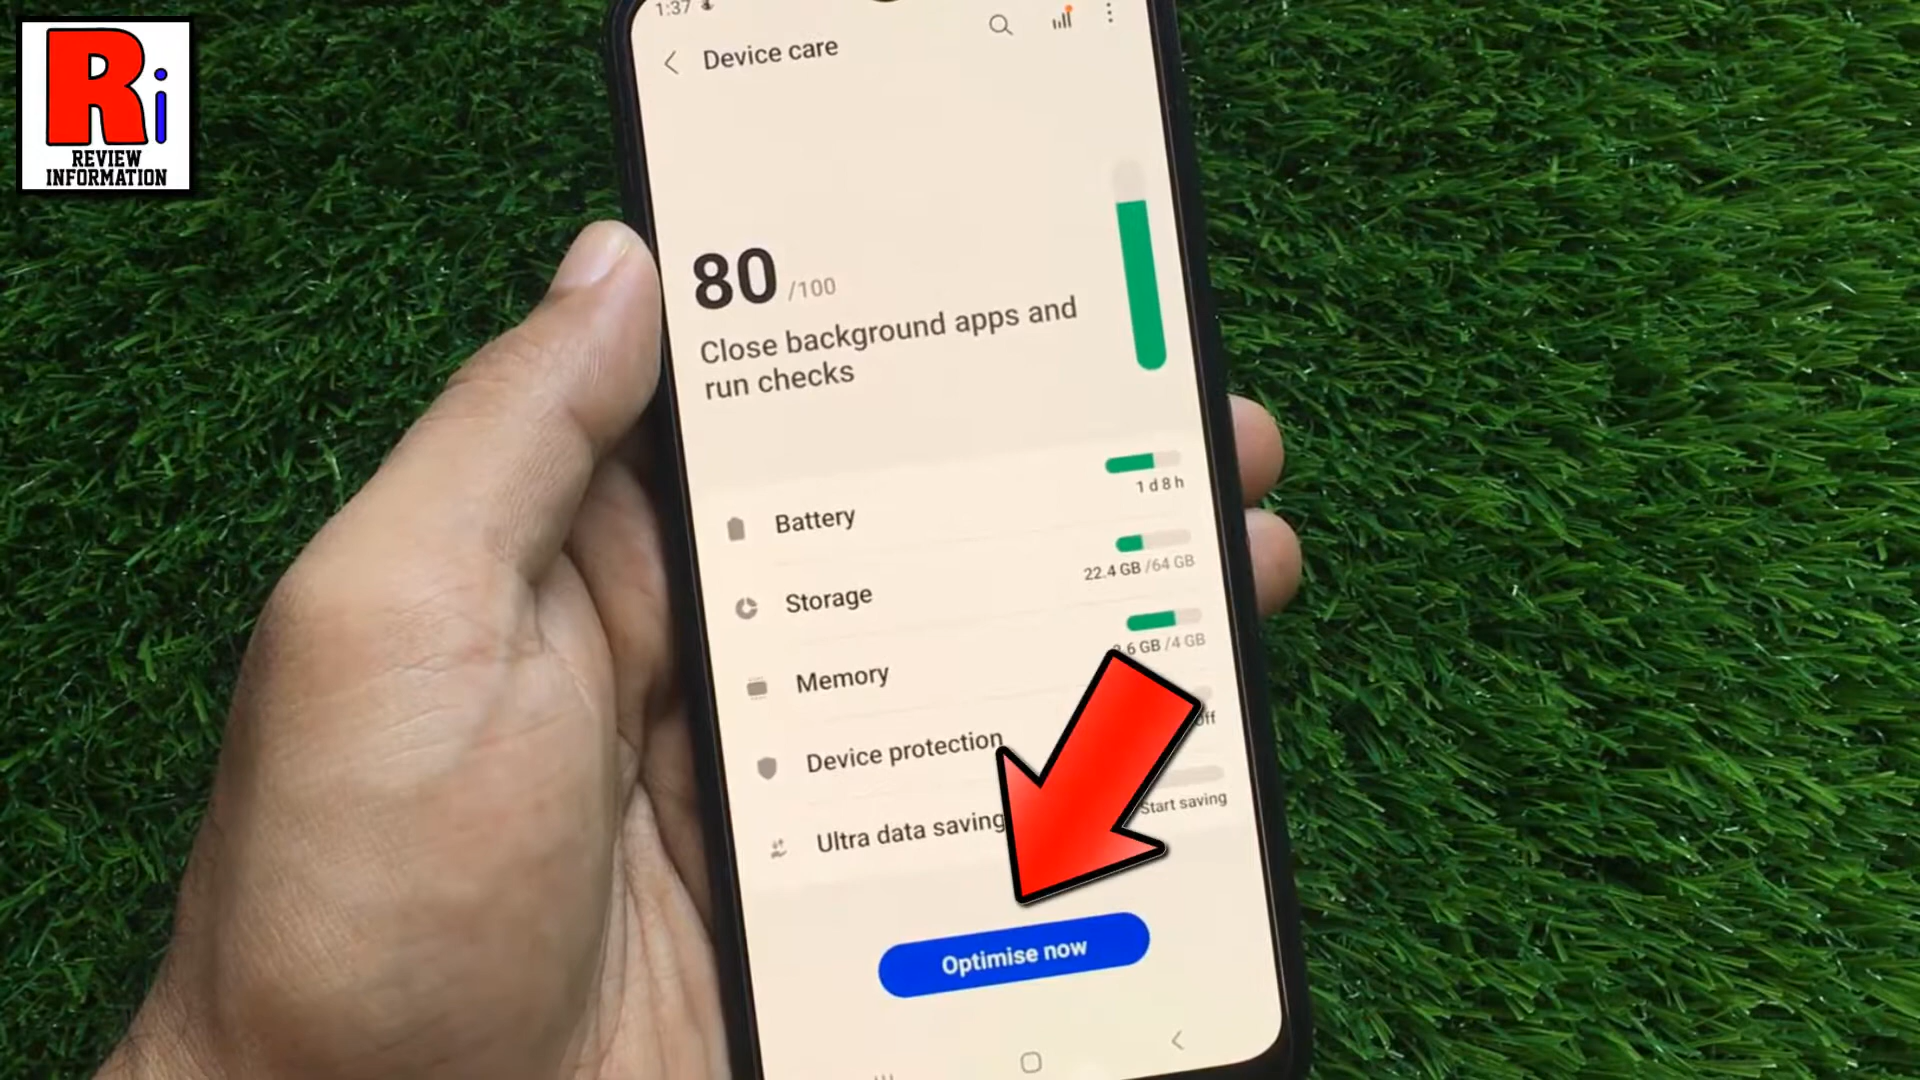 Ri
REVIEW
INFORMATION
1:37
Device care
80 /100
Close background apps and
run checks
Battery
1 d 8 h
Storage
22.4 GB /64 GB
Memory
GB /4 GB
Device protection
Ultra data saving
Start saving
Optimise now